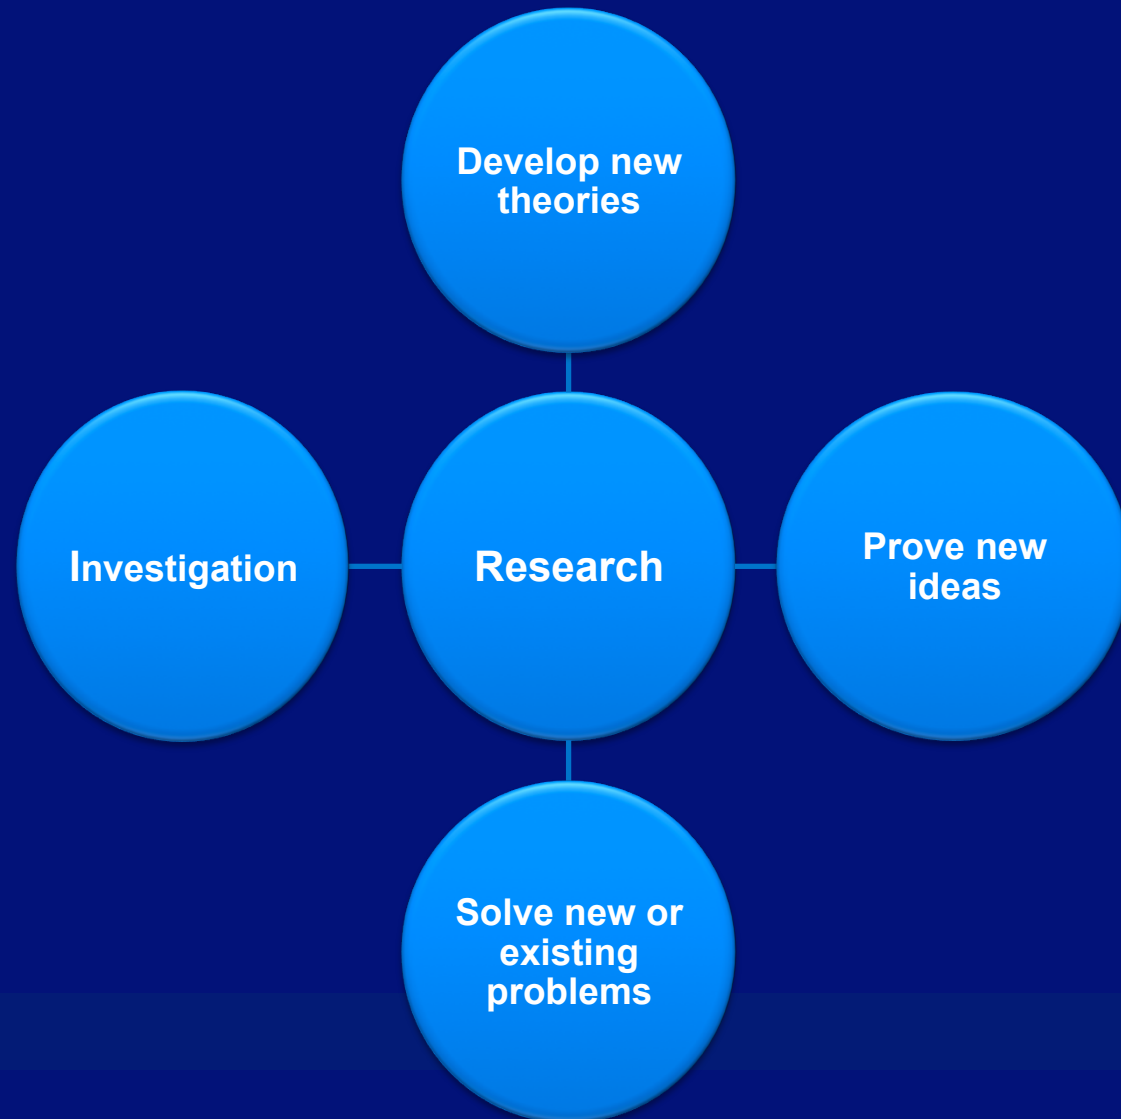 Develop new
theories
Investigation
Research
Prove new
ideas
Solve new or
existing
problems